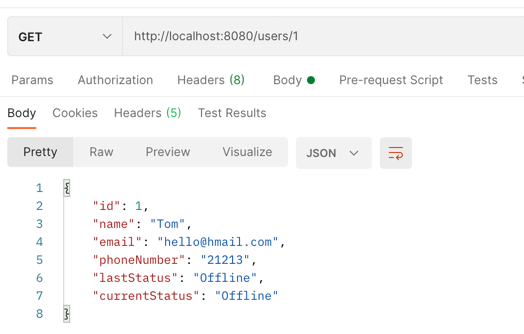 GET http://localhost:8080/users/1
Params Authorization Headers (8) Body Pre-request Script Tests
Body Cookies Headers (5) Test Results
Pretty Raw Preview Visualize JSON
1 {
2 "id": 1,
3 "name": "Tom",
4 "email": "hello@hmail.com",
5 "phoneNumber": "21213",
6 "lastStatus": "Offline",
7 "currentStatus": "Offline"
8 }